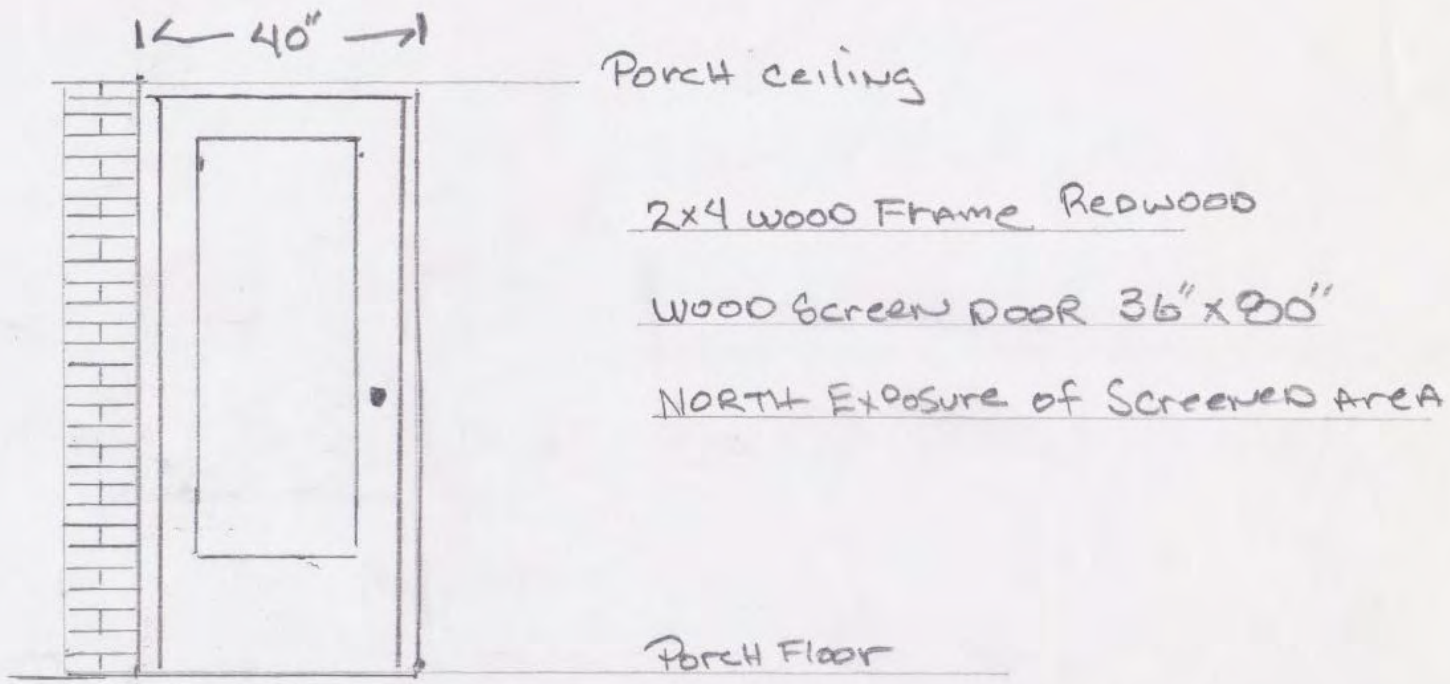 40"
Porch ceiling
2x4 wood Frame Redwood
Wood Screen Door 36" x 80"
North Exposure of Screened Area
Porch Floor